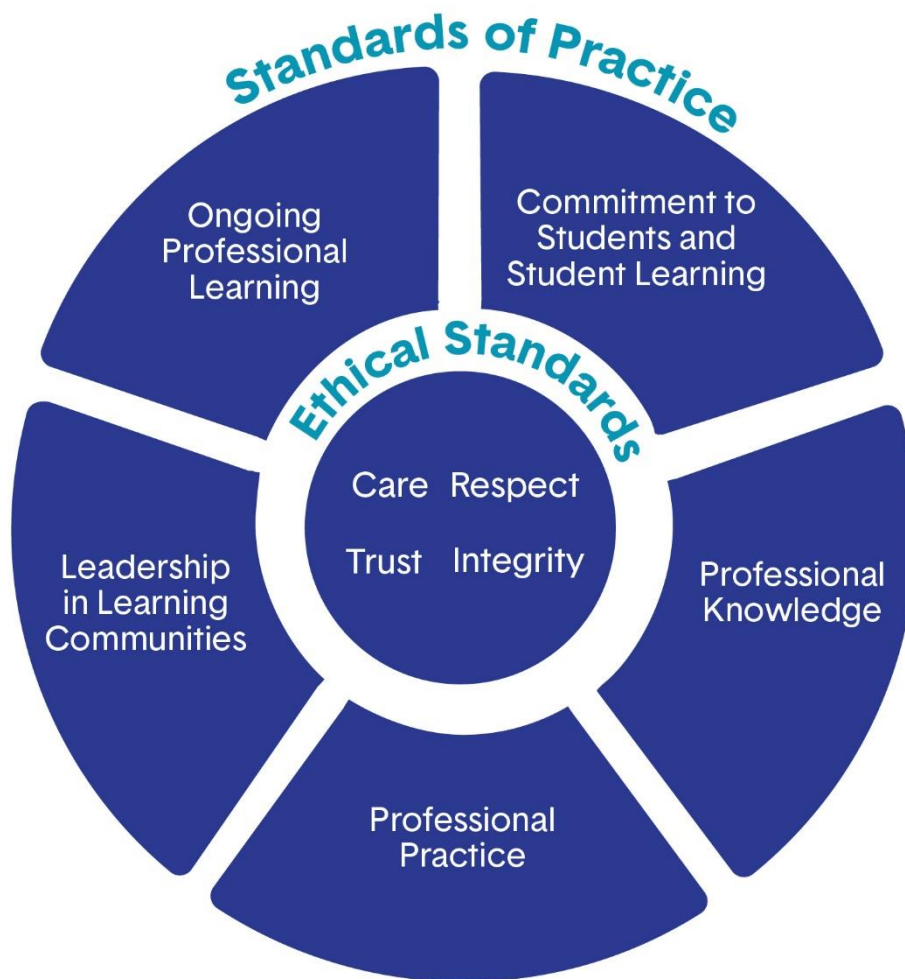 Standards of Practice
Ongoing
Professional
Learning
Commitment to
Students and
Student Learning
Ethical Standards
Care Respect
Trust Integrity
Leadership
in Learning
Communities
Professional
Knowledge
Professional
Practice